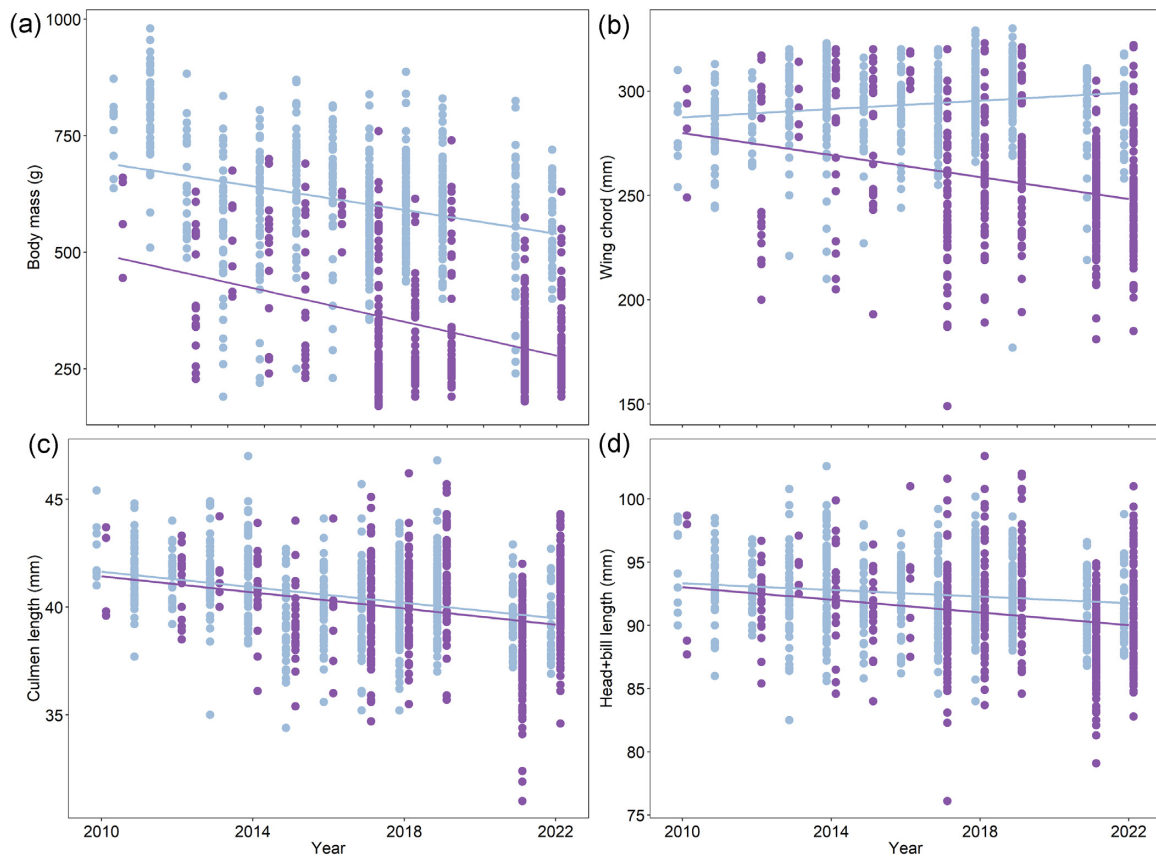 (a)
Body mass (g)
1000
750
500
250
(b)
Wing chord (mm)
300
250
200
150
(c)
Culmen length (mm)
45
40
35
2010
2014
2018
2022
Year
(d)
Head+bill length (mm)
100
95
90
85
80
75
2010
2014
2018
2022
Year